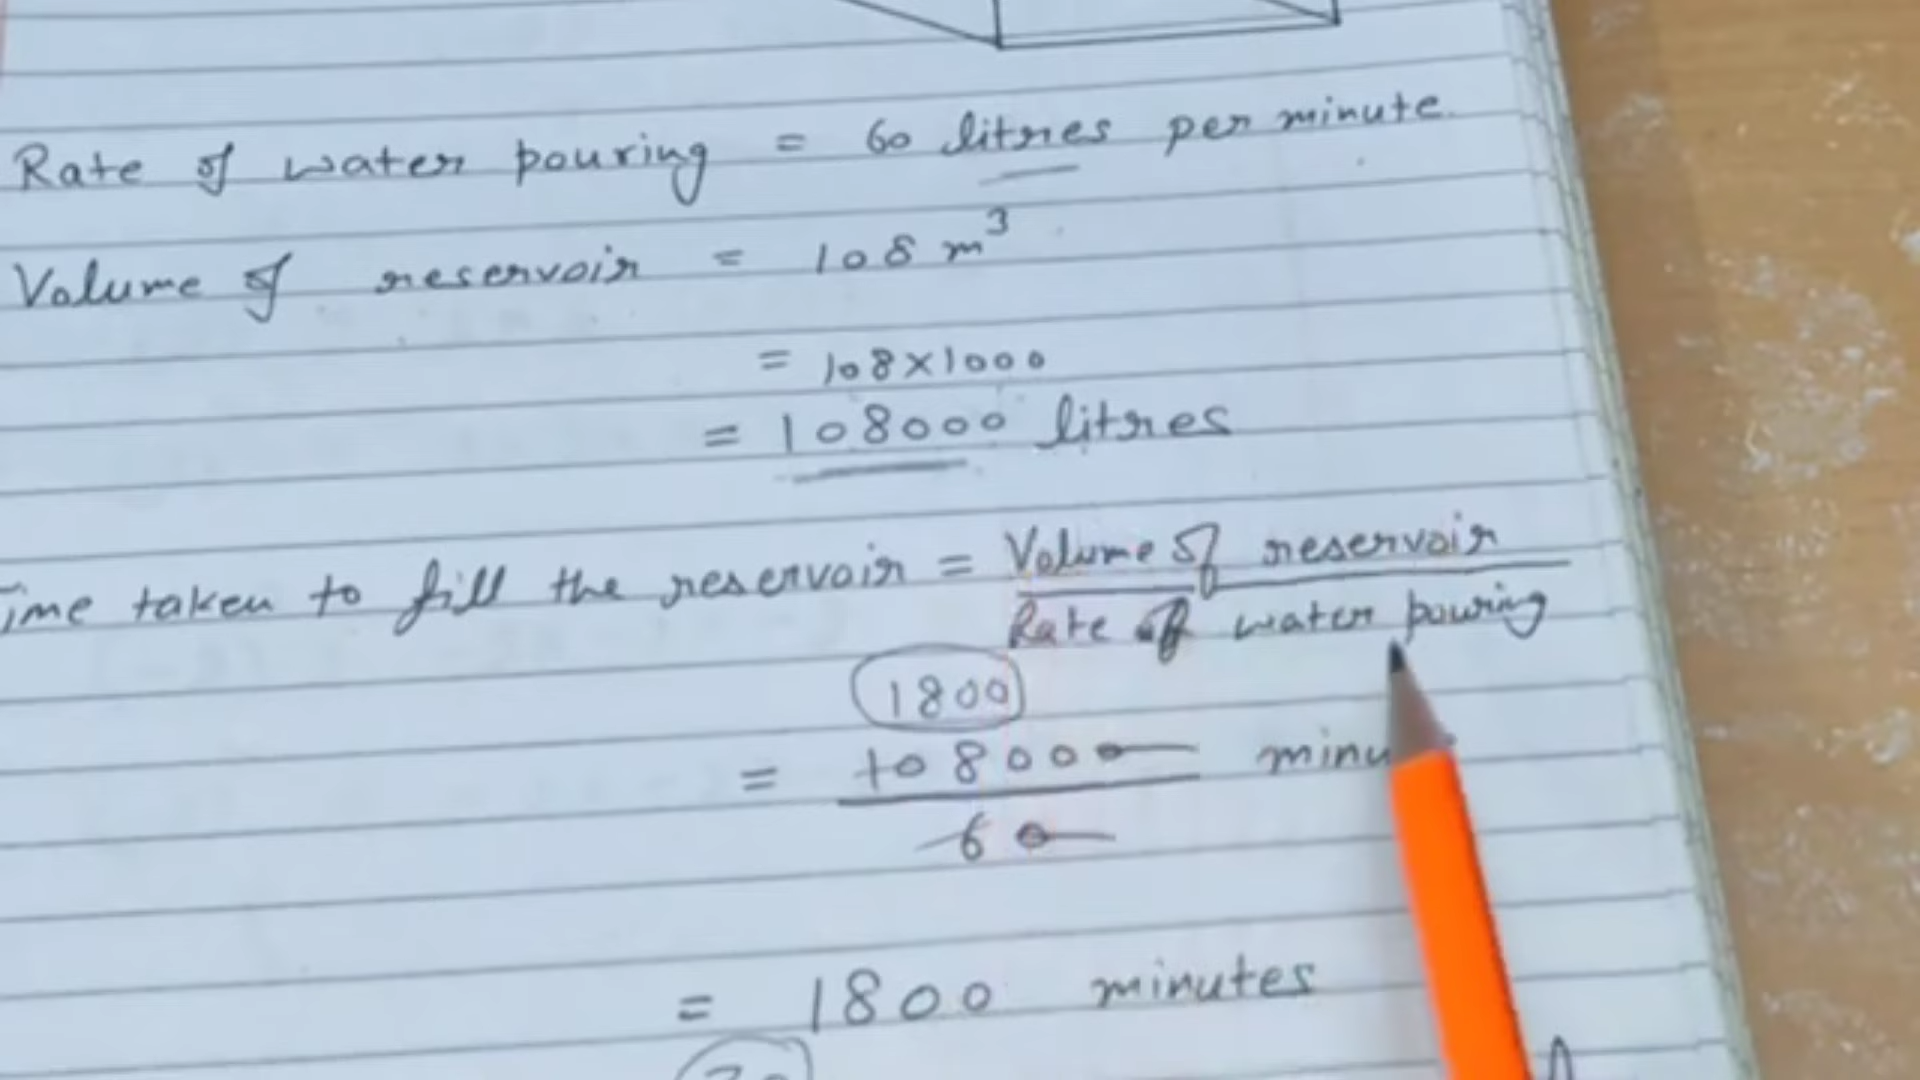 Rate of water pouring = 60 litres per minute.
Volume of reservoir = 108 m³
= 108×1000
= 108000 litres
ime taken to fill the reservoir = Volume of reservoir
Rate of water pouring
1800
= 108000 minu
60
= 1800 minutes